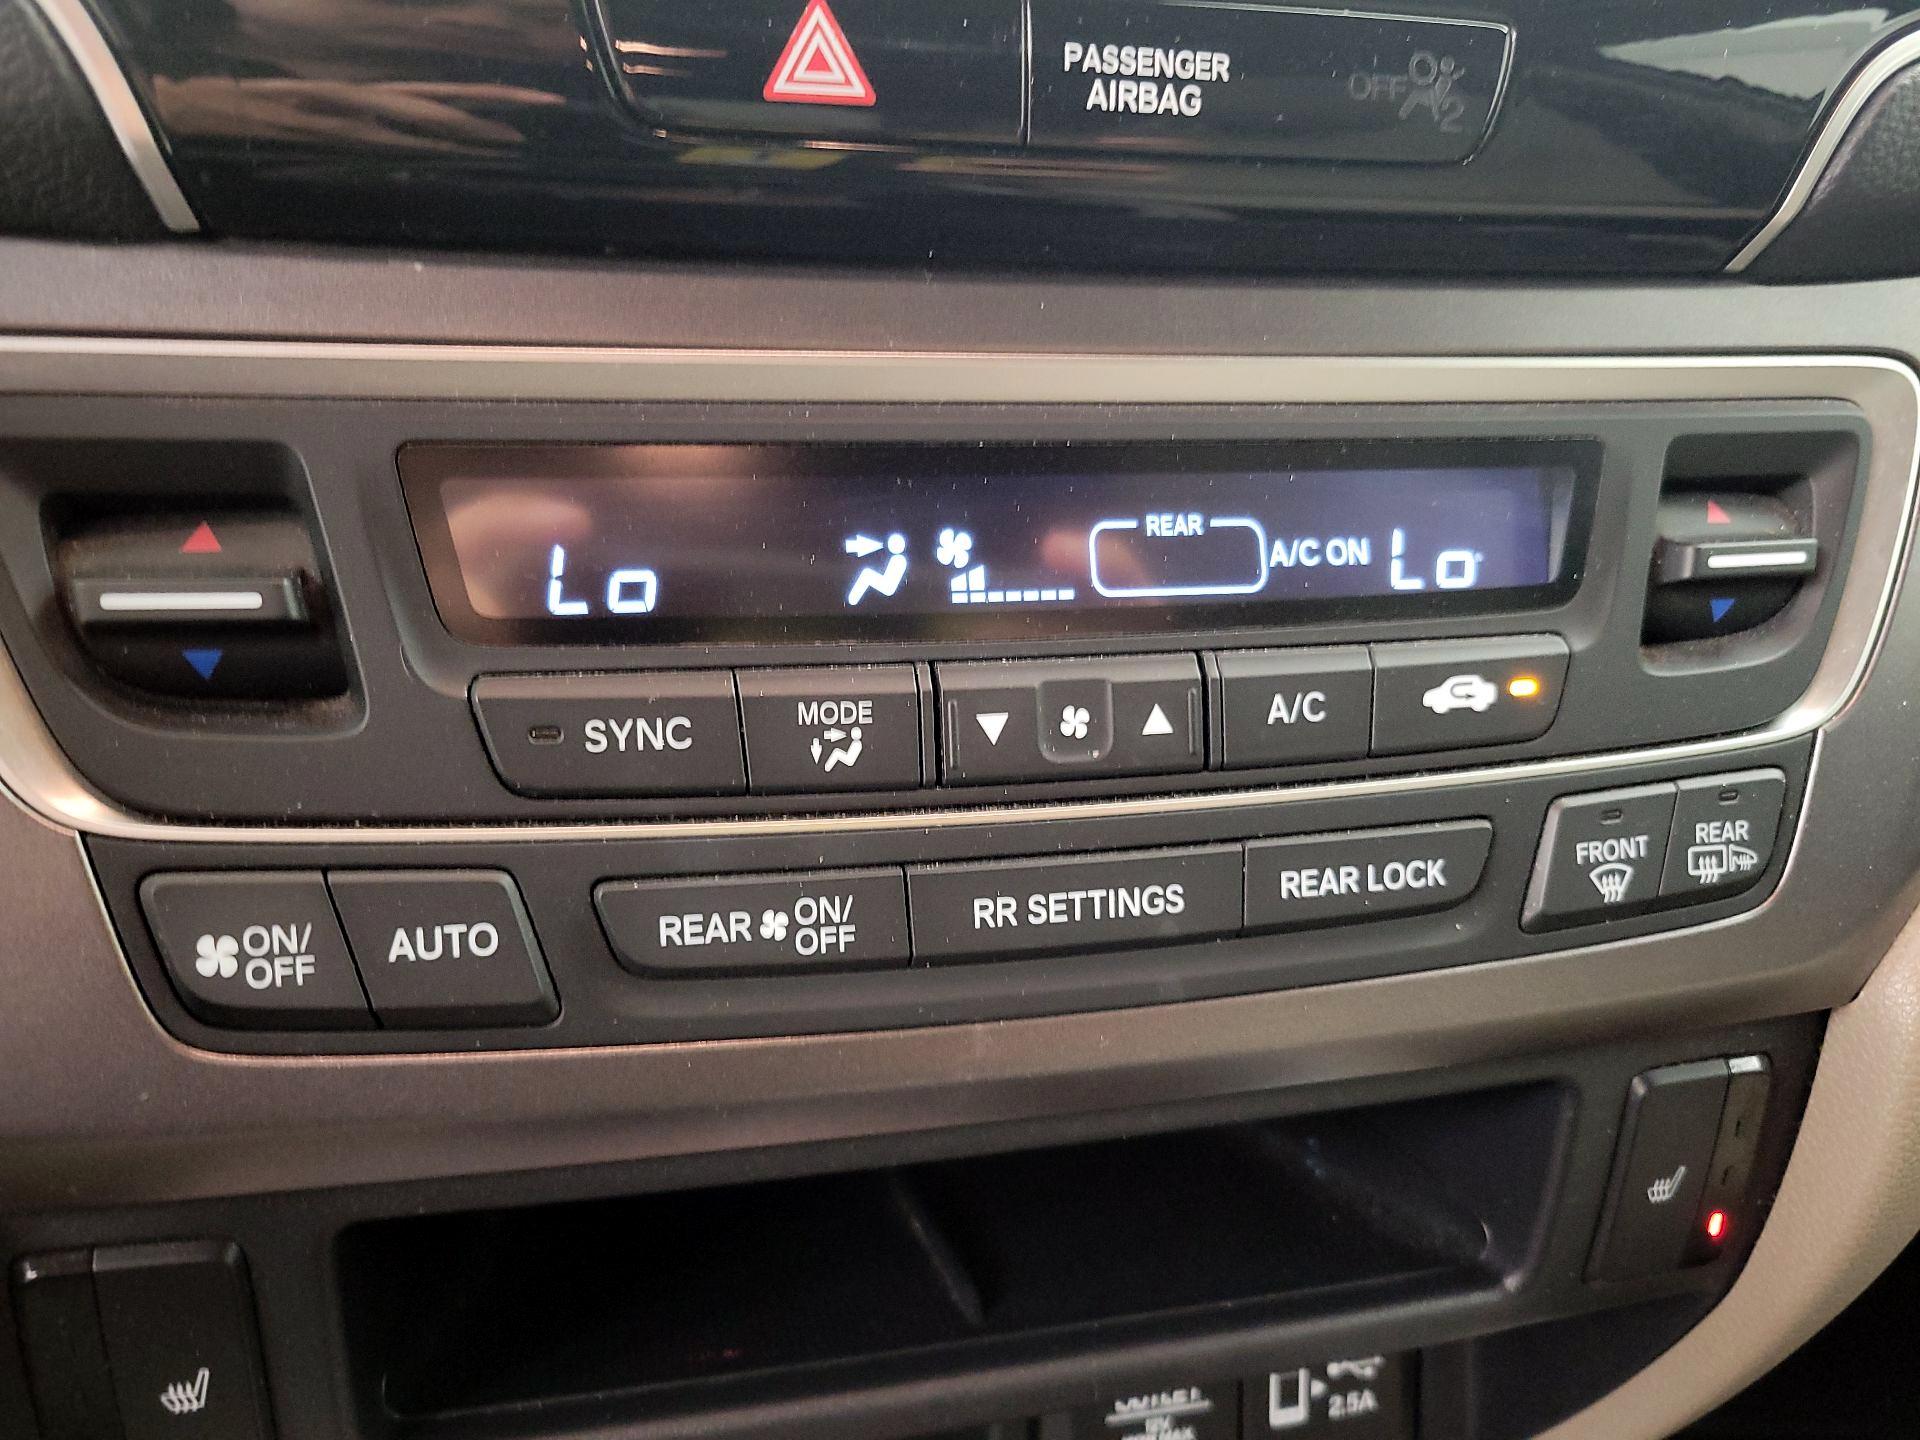 PASSENGER
AIRBAG
OFF
2
Lo
REAR
A/C ON
Lo
SYNC
MODE
A/C
ON/
OFF
AUTO
REAR
ON/
OFF
RR SETTINGS
REAR LOCK
FRONT
REAR
OUTLET
2.5A